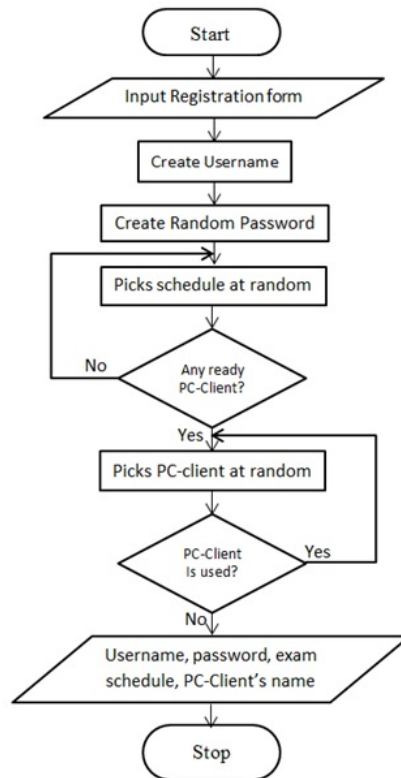 Start
Input Registration form
Create Username
Create Random Password
Picks schedule at random
No
Any ready
PC-Client?
Yes
Picks PC-client at random
PC-Client
Is used?
Yes
No
Username, password, exam
schedule, PC-Client's name
Stop